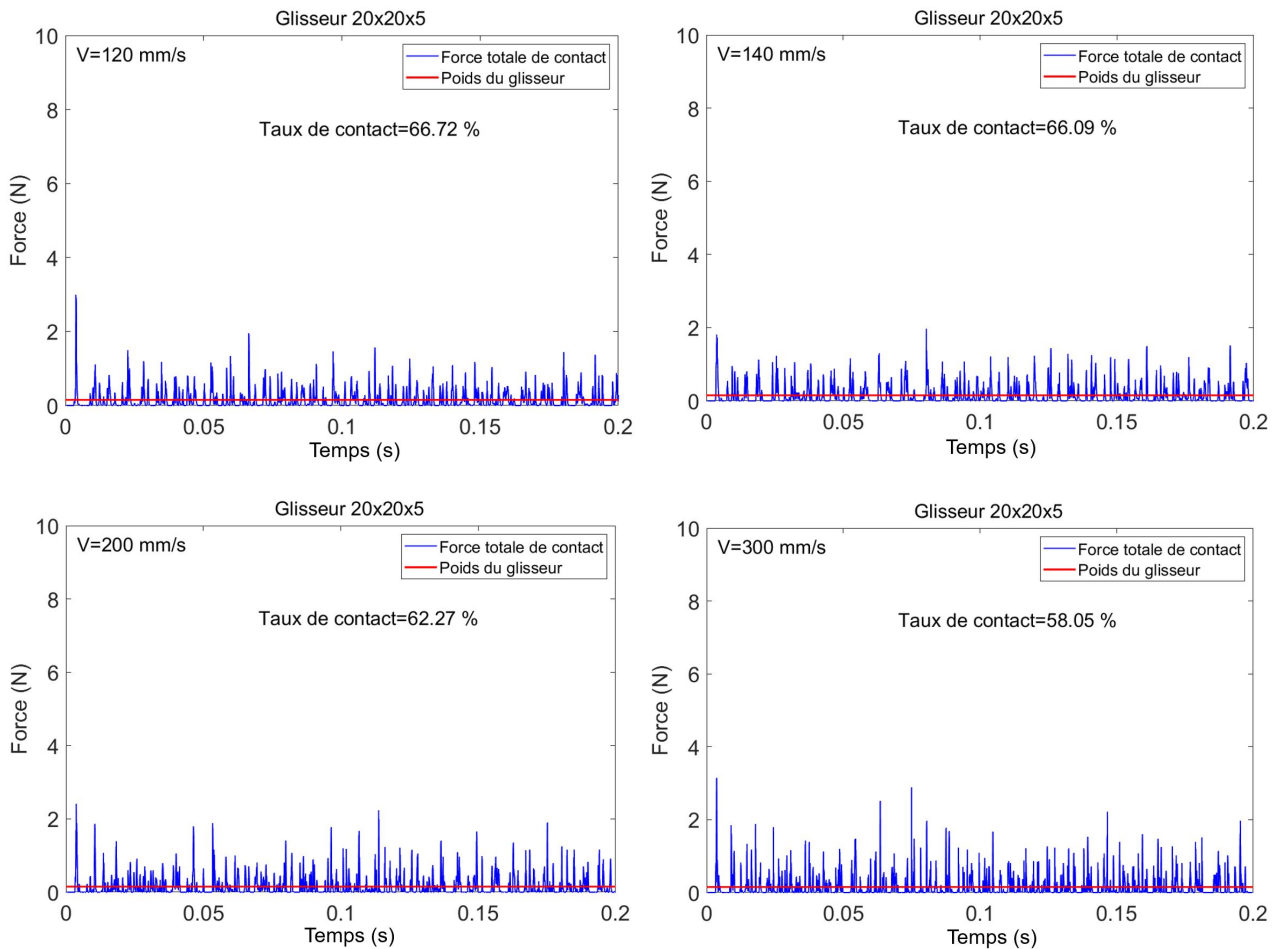 Glisseur 20x20x5
V=120 mm/s
Force totale de contact
Poids du glisseur
Taux de contact=66.72 %
Force (N)
10
8
6
4
2
0
0 0.05 0.1 0.15 0.2
Temps (s)
Glisseur 20x20x5
V=140 mm/s
Force totale de contact
Poids du glisseur
Taux de contact=66.09 %
Force (N)
10
8
6
4
2
0
0 0.05 0.1 0.15 0.2
Temps (s)
Glisseur 20x20x5
V=200 mm/s
Force totale de contact
Poids du glisseur
Taux de contact=62.27 %
Force (N)
10
8
6
4
2
0
0 0.05 0.1 0.15 0.2
Temps (s)
Glisseur 20x20x5
V=300 mm/s
Force totale de contact
Poids du glisseur
Taux de contact=58.05 %
Force (N)
10
8
6
4
2
0
0 0.05 0.1 0.15 0.2
Temps (s)